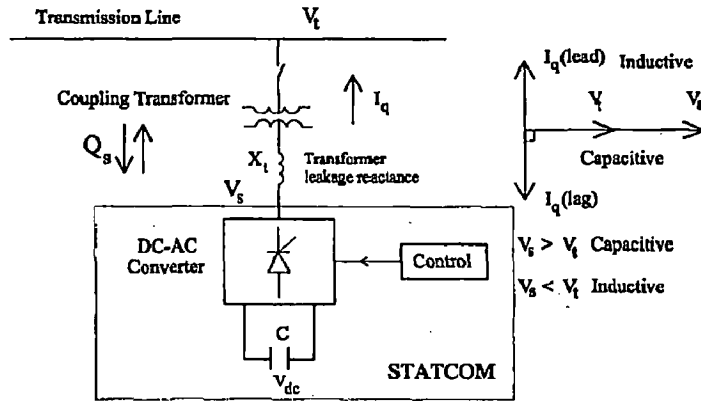 Transmission Line
V_t
Coupling Transformer
I_q
Q_s
X_t
Transformer
leakage reactance
V_s
DC-AC
Converter
Control
C
V_dc
STATCOM
I_q(lead) Inductive
V_t
V_s
Capacitive
I_q(lag)
V_s > V_t Capacitive
V_s < V_t Inductive